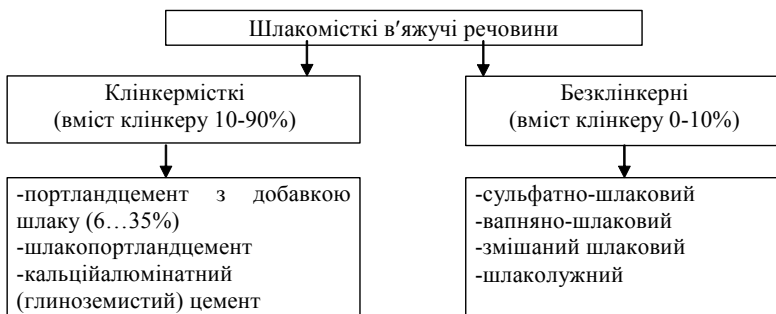 Шлакомісткі в′яжучі речовини
Клінкермісткі
(вміст клінкеру 10-90%)
Безклінкерні
(вміст клінкеру 0-10%)
-портландцемент з добавкою
шлаку (6…35%)
-шлакопортландцемент
-кальційалюмінатний
(глиноземистий) цемент
-сульфатно-шлаковий
-вапняно-шлаковий
-змішаний шлаковий
-шлаколужний